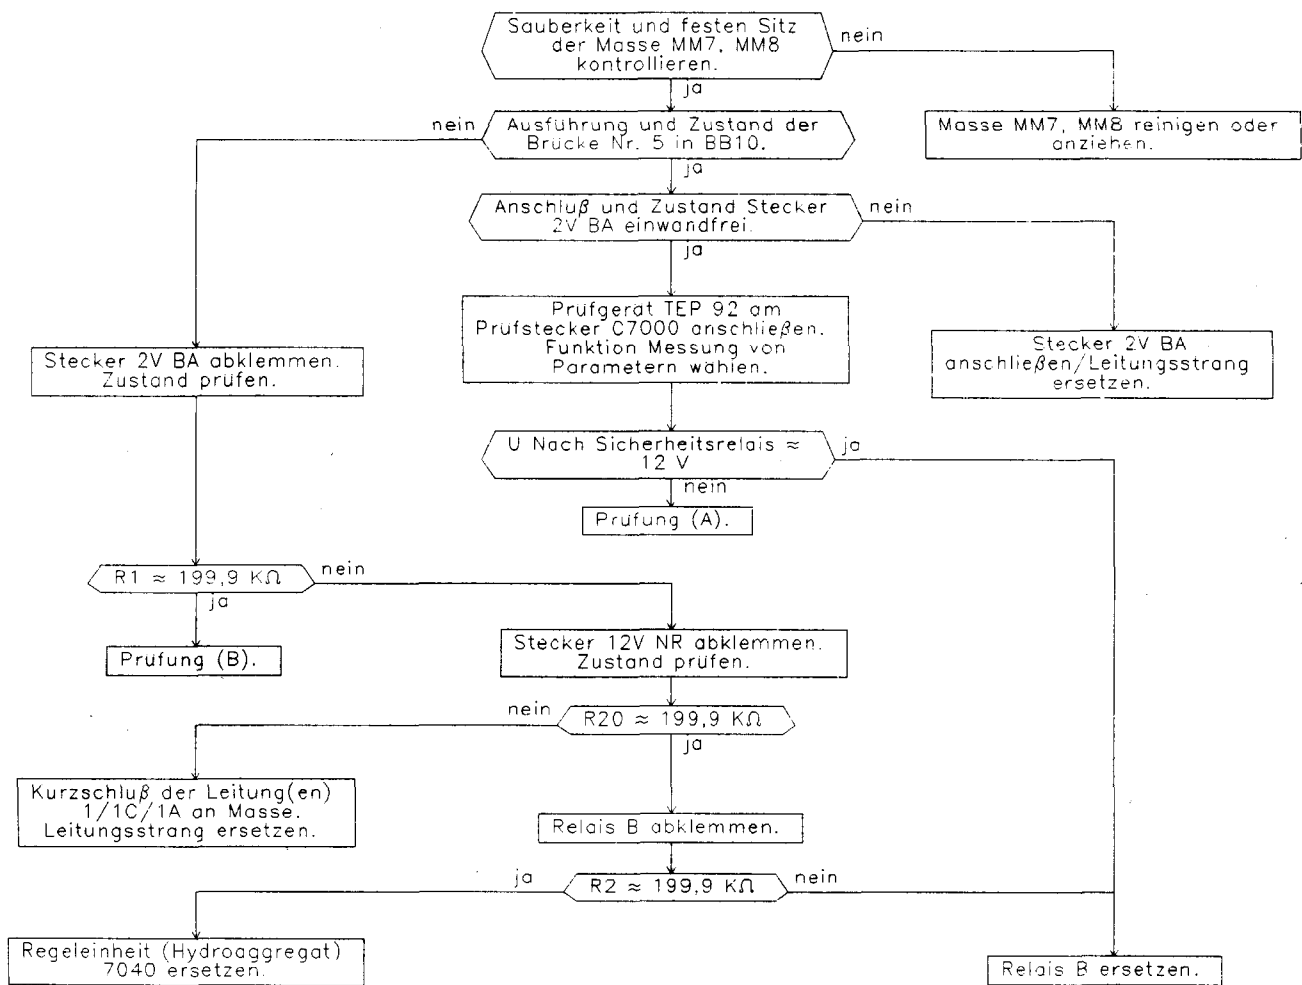 Sauberkeit und festen Sitz
der Masse MM7, MM8
kontrollieren.
nein
ja
Masse MM7, MM8 reinigen oder
anziehen.
nein
Ausführung und Zustand der
Brücke Nr. 5 in BB10.
ja
Anschluß und Zustand Stecker
2V BA einwandfrei.
nein
ja
Prüfgerät TEP 92 am
Prüfstecker C7000 anschließen.
Funktion Messung von
Parametern wählen.
Stecker 2V BA
anschließen/Leitungsstrang
ersetzen.
Stecker 2V BA abklemmen.
Zustand prüfen.
U Nach Sicherheitsrelais ≈
12 V
ja
nein
Prüfung (A).
R1 ≈ 199,9 KΩ
nein
ja
Prüfung (B).
Stecker 12V NR abklemmen.
Zustand prüfen.
nein
R20 ≈ 199,9 KΩ
ja
Kurzschluß der Leitung(en)
1/1C/1A an Masse.
Leitungsstrang ersetzen.
Relais B abklemmen.
ja
R2 ≈ 199,9 KΩ
nein
Regeleinheit (Hydroaggregat)
7040 ersetzen.
Relais B ersetzen.